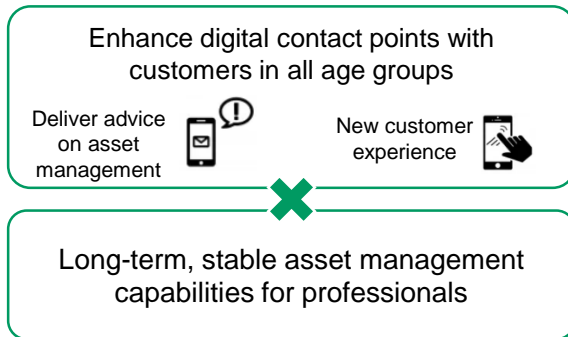 Enhance digital contact points with
customers in all age groups
Deliver advice
on asset
management
New customer
experience
Long-term, stable asset management
capabilities for professionals